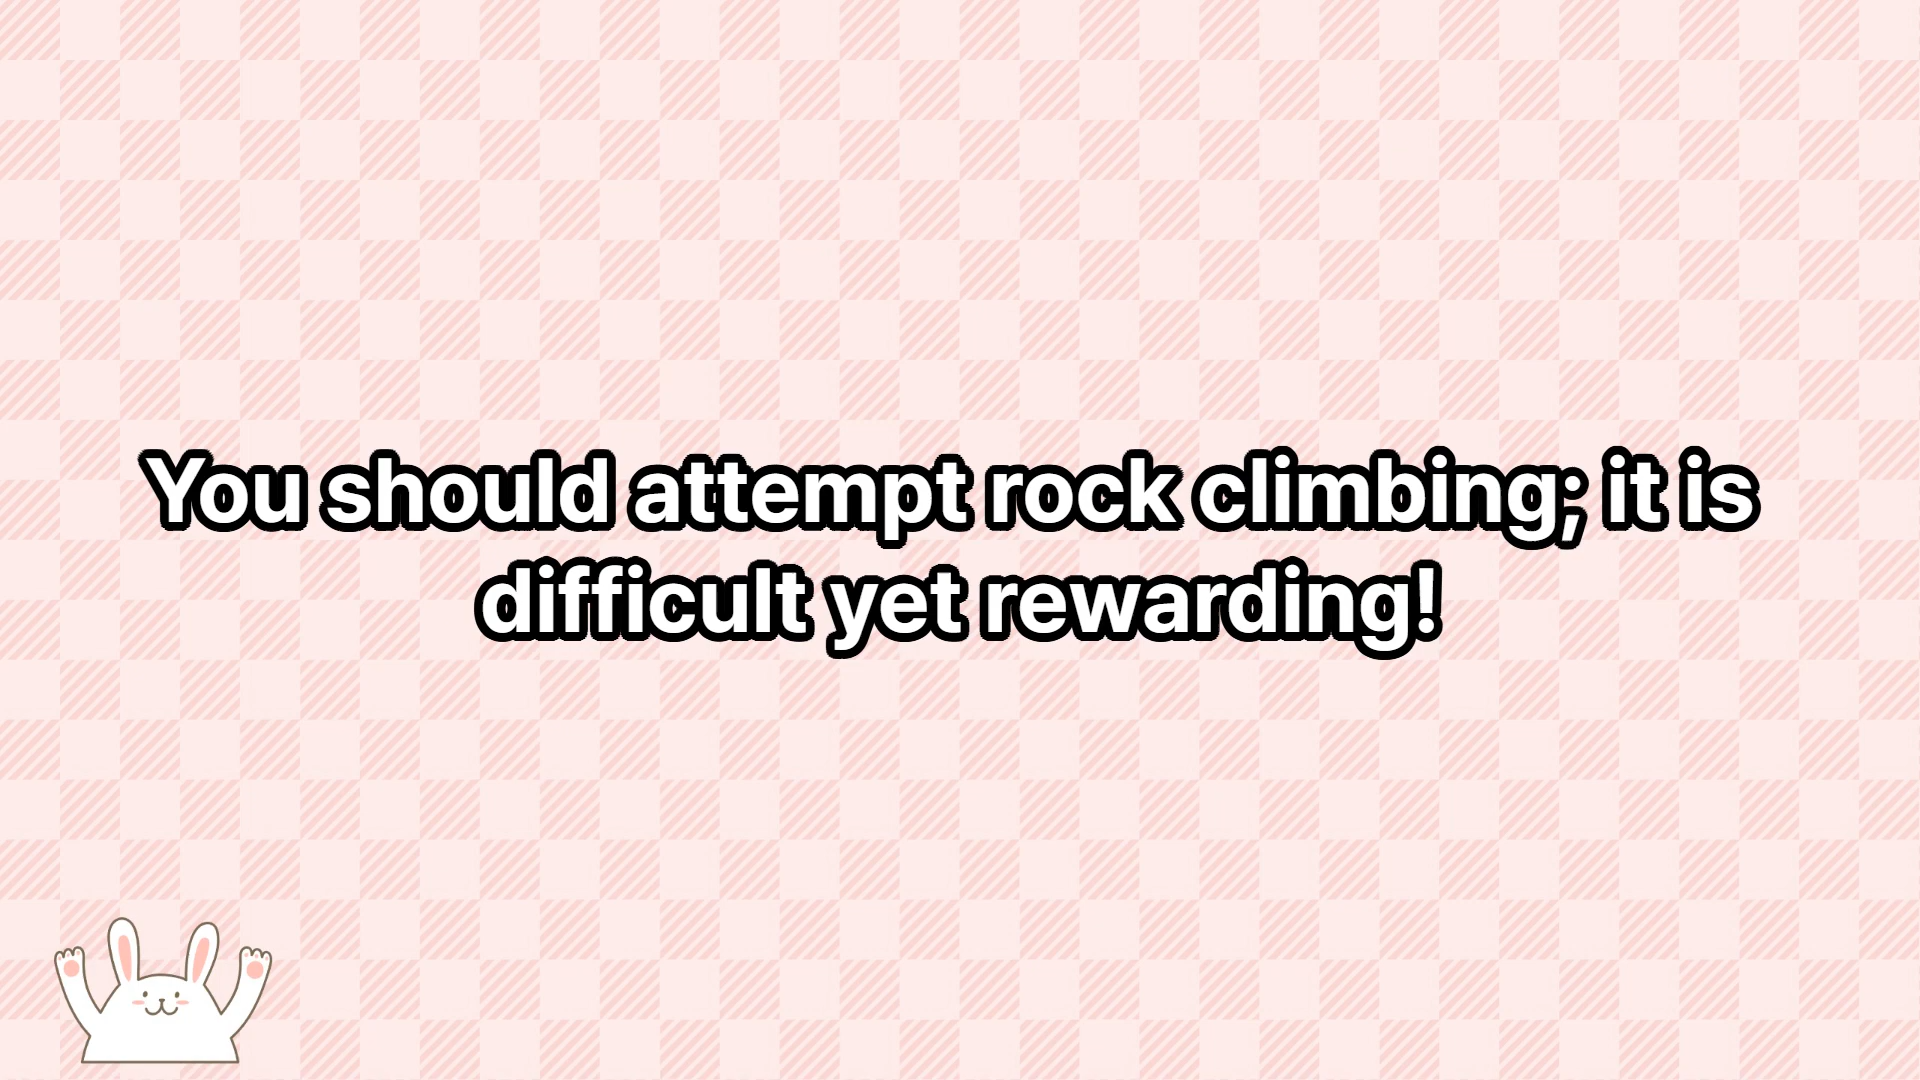 You should attempt rock climbing; it is
difficult yet rewarding!